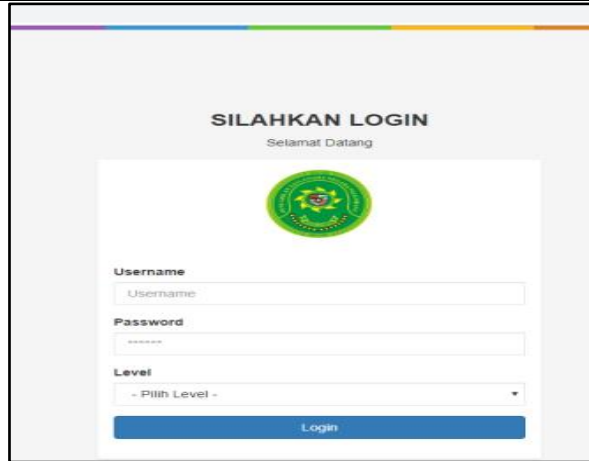 SILAHKAN LOGIN
Selamat Datang
Username
Username
Password
******
Level
- Pilih Level -
Login